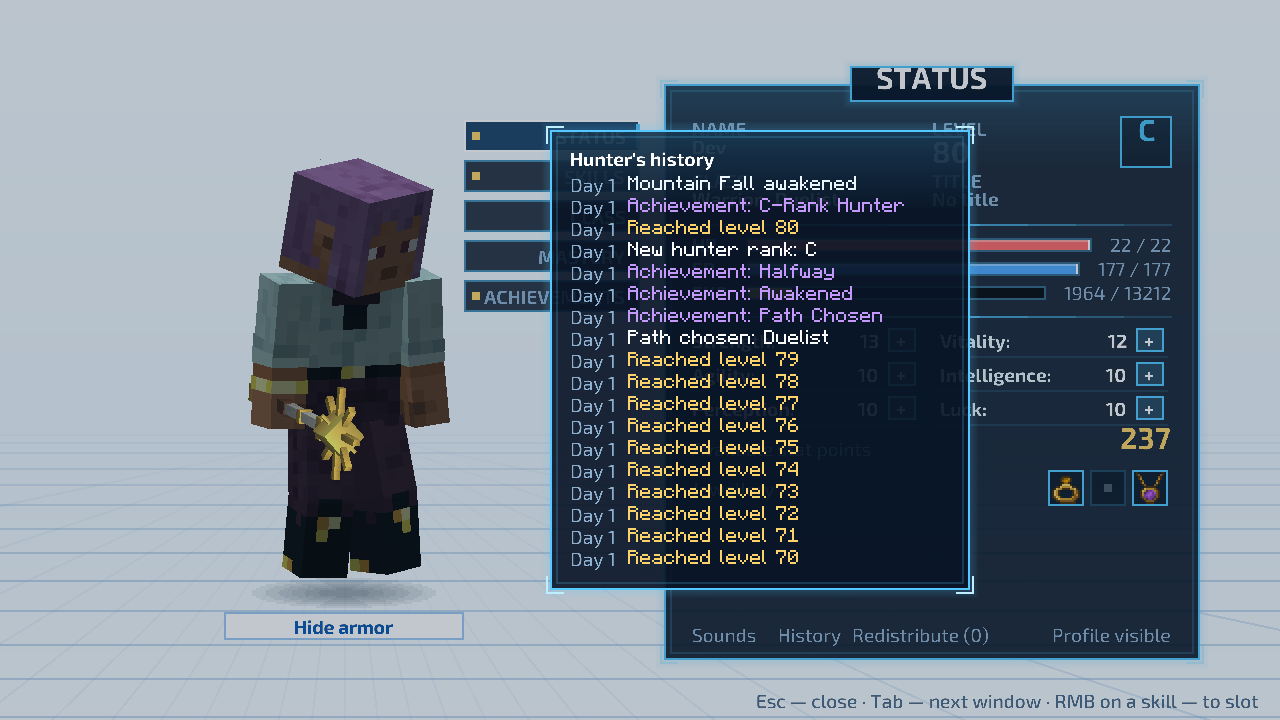 STATUS
NAME
Dev
LEVEL
80
C
TITLE
No title
STATUS
SKILLS
ACHIEVEM
22 / 22
177 / 177
1964 / 13212
13 +
Vitality: 12 +
10 +
Intelligence: 10 +
10 +
Luck: 10 +
points
237
Hunter's history
Day 1 Mountain Fall awakened
Day 1 Achievement: C-Rank Hunter
Day 1 Reached level 80
Day 1 New hunter rank: C
Day 1 Achievement: Halfway
Day 1 Achievement: Awakened
Day 1 Achievement: Path Chosen
Day 1 Path chosen: Duelist
Day 1 Reached level 79
Day 1 Reached level 78
Day 1 Reached level 77
Day 1 Reached level 76
Day 1 Reached level 75
Day 1 Reached level 74
Day 1 Reached level 73
Day 1 Reached level 72
Day 1 Reached level 71
Day 1 Reached level 70
Hide armor
Sounds History Redistribute (0) Profile visible
Esc — close · Tab — next window · RMB on a skill — to slot